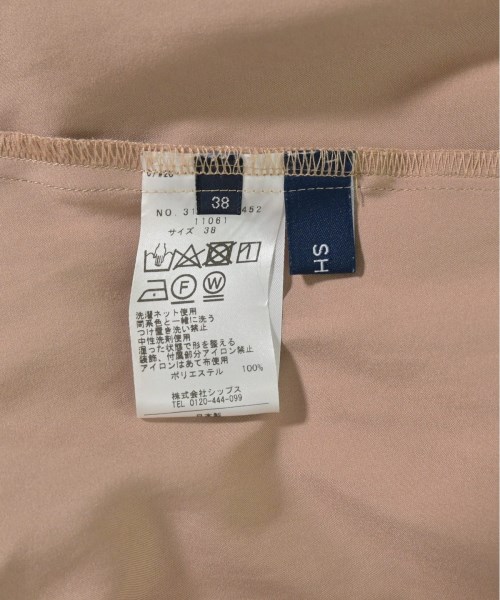 38
SH
NO. 31 452
11061
サイズ 38
F W
洗濯ネット使用
同系色と一緒に洗う
つけ置き洗い禁止
中性洗剤使用
湿った状態で形を整える
装飾、付属部分アイロン禁止
アイロンはあて布使用
ポリエステル 100%
株式会社シップス
TEL 0120-444-099